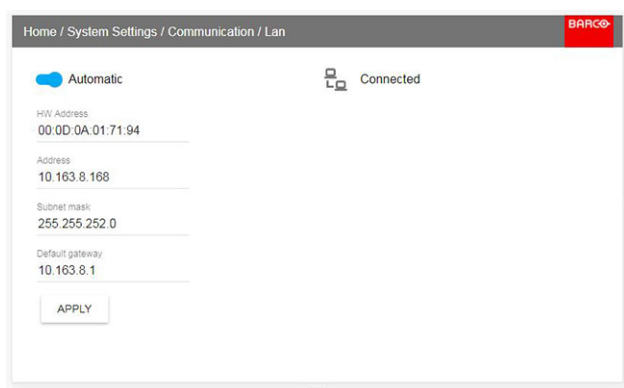 Home / System Settings / Communication / Lan
BARCO
Automatic
Connected
HW Address
00:0D:0A:01:71:94
Address
10.163.8.168
Subnet mask
255.255.252.0
Default gateway
10.163.8.1
APPLY